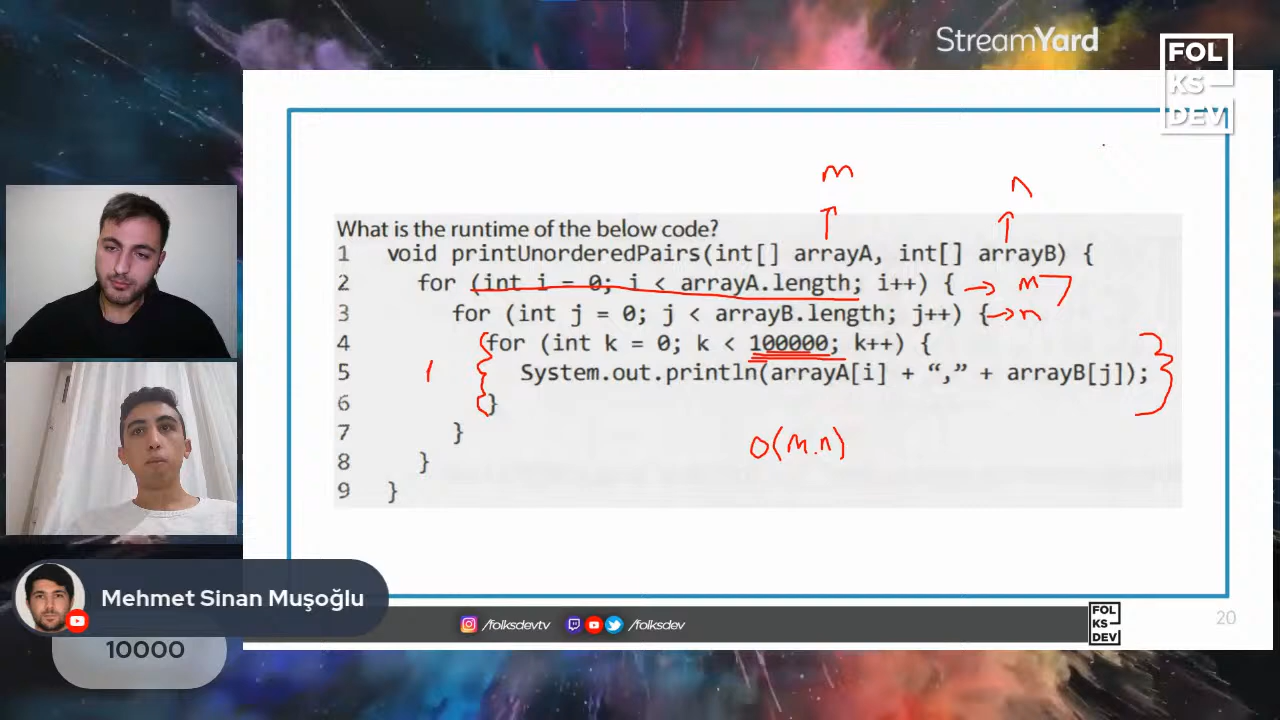 StreamYard
FOL
KS
DEV
m
n
What is the runtime of the below code?
1 void printUnorderedPairs(int[] arrayA, int[] arrayB) {
2 for (int i = 0; i < arrayA.length; i++) { → m
3 for (int j = 0; j < arrayB.length; j++) { → n
4 for (int k = 0; k < 100000; k++) {
5 System.out.println(arrayA[i] + “,” + arrayB[j]);
1
6 }
7 }
O(m.n)
8 }
9 }
Mehmet Sinan Muşoğlu
10000
/folksdevtv /folksdev
FOL
KS
DEV
20